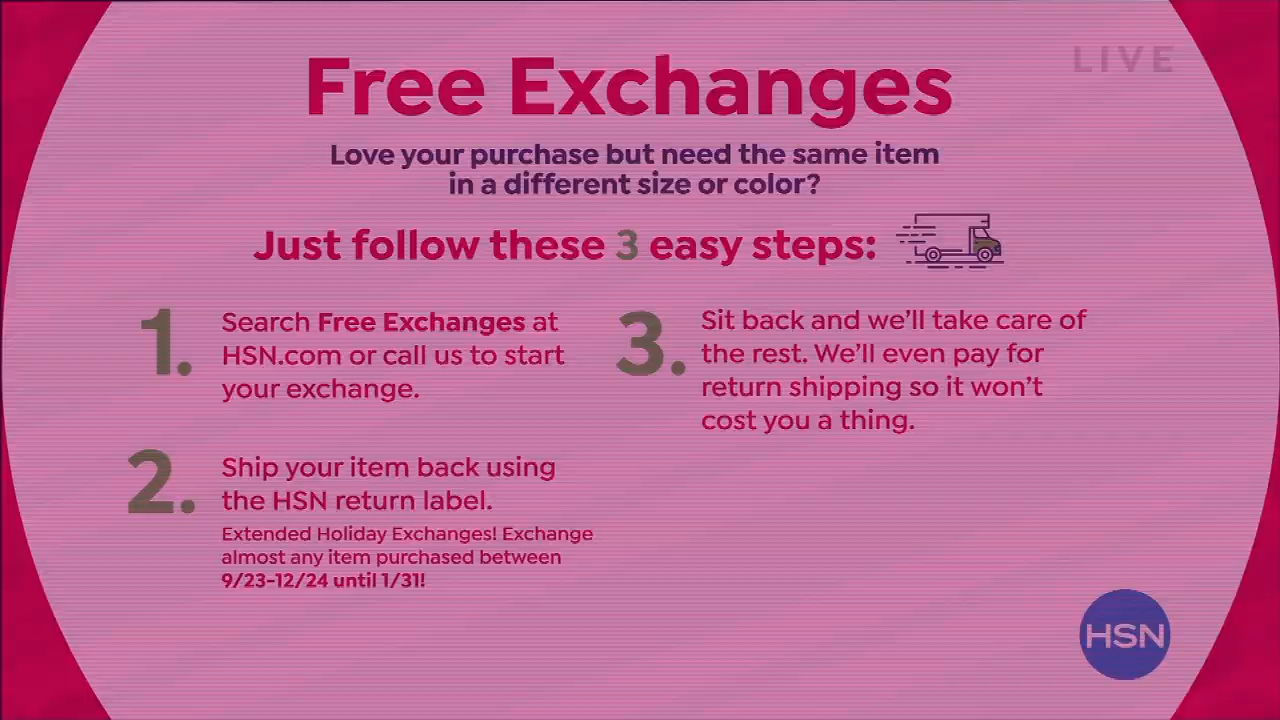 LIVE
Free Exchanges
Love your purchase but need the same item
in a different size or color?
Just follow these 3 easy steps:
1.
Search Free Exchanges at
HSN.com or call us to start
your exchange.
2.
Ship your item back using
the HSN return label.
Extended Holiday Exchanges! Exchange
almost any item purchased between
9/23-12/24 until 1/31!
3.
Sit back and we'll take care of
the rest. We'll even pay for
return shipping so it won't
cost you a thing.
HSN